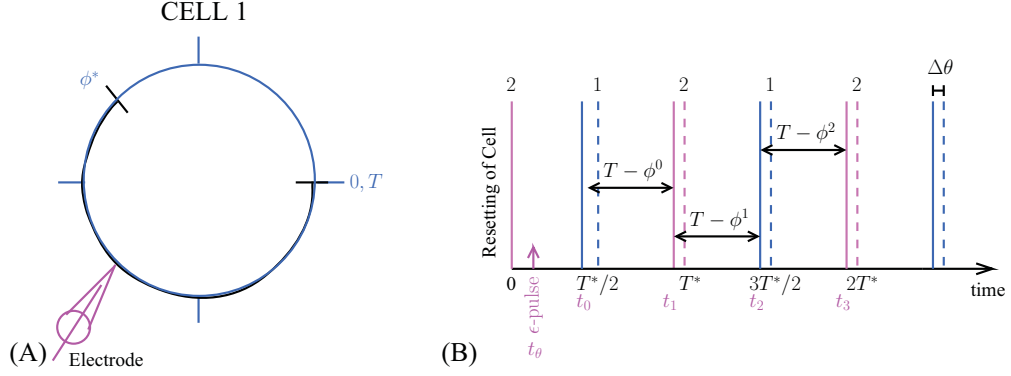 CELL 1
ϕ*
0, T
Electrode
(A)
Δθ
2 1 2 1 2
T − ϕ⁰
T − ϕ¹
T − ϕ²
Resetting of Cell
0 T*/2 T* 3T*/2 2T*
time
t₀ t₁ t₂ t₃
t_θ ϵ-pulse
(B)